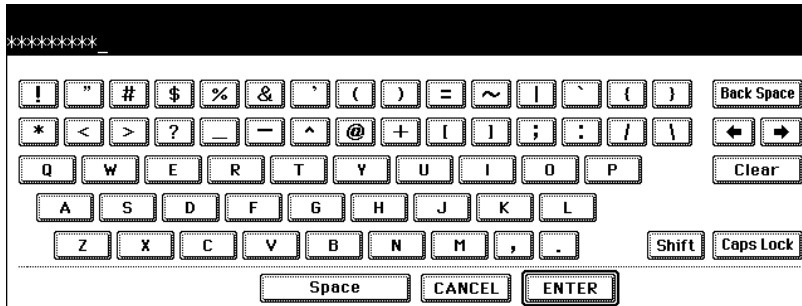 *********_
! " # $ % & ' ( ) = ~ | ` { } Back Space
* < > ? _ - ^ @ + [ ] ; : / \ ← →
Q W E R T Y U I O P Clear
A S D F G H J K L
Z X C V B N M , . Shift Caps Lock
Space CANCEL ENTER